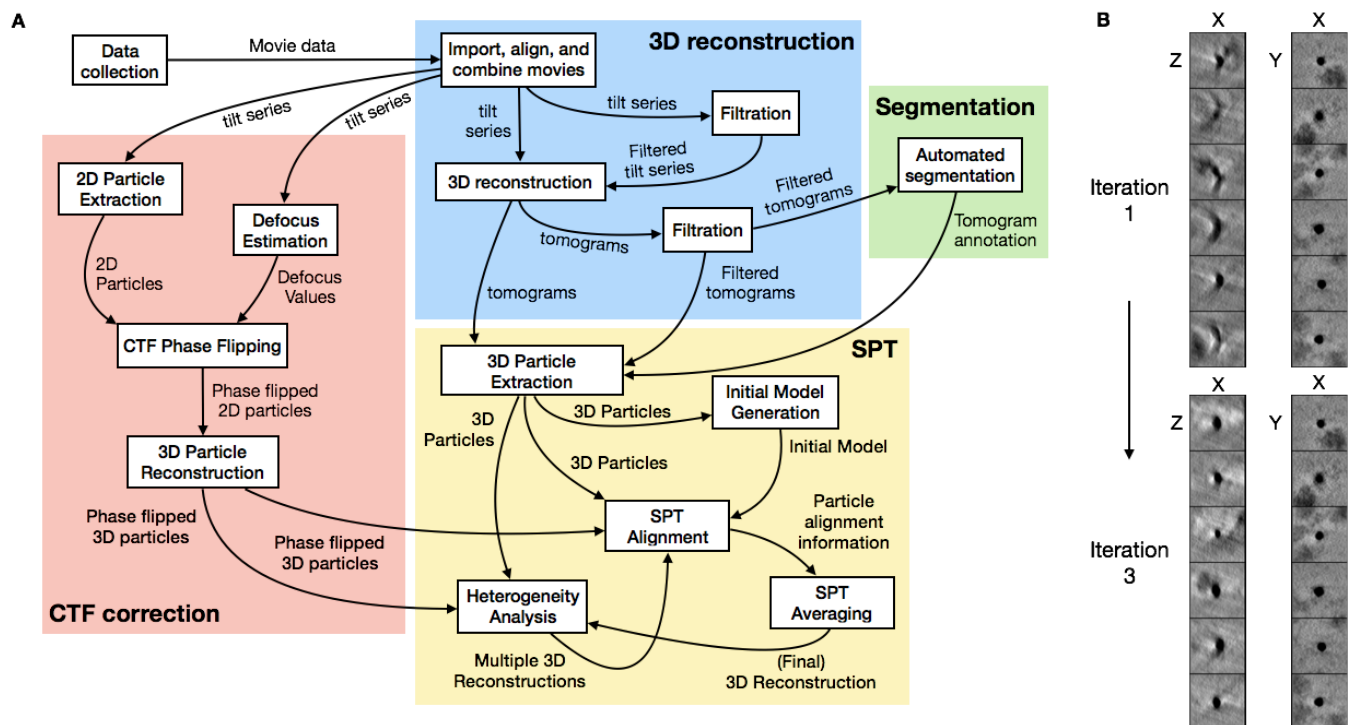 A
Data
collection
Movie data
Import, align, and
combine movies
3D reconstruction
tilt series
tilt series
tilt
series
tilt series
Filtration
Filtered
tilt series
3D reconstruction
tomograms
Filtration
Filtered
tomograms
tomograms
Filtered
tomograms
Segmentation
Automated
segmentation
Tomogram
annotation
2D Particle
Extraction
Defocus
Estimation
2D
Particles
Defocus
Values
CTF Phase Flipping
Phase flipped
2D particles
3D Particle
Reconstruction
Phase flipped
3D particles
Phase flipped
3D particles
CTF correction
SPT
3D Particle
Extraction
3D
Particles
3D Particles
3D Particles
Initial Model
Generation
Initial Model
SPT
Alignment
Particle
alignment
information
SPT
Averaging
Heterogeneity
Analysis
Multiple 3D
Reconstructions
(Final)
3D Reconstruction
B
X
X
Z
Y
Iteration
1
X
X
Z
Y
Iteration
3